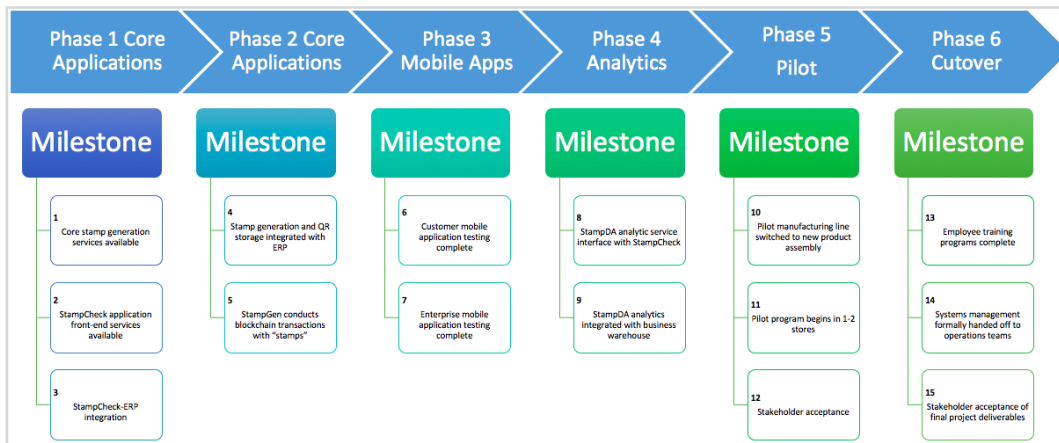 Phase 1 Core
Applications
Phase 2 Core
Applications
Phase 3
Mobile Apps
Phase 4
Analytics
Phase 5
Pilot
Phase 6
Cutover
Milestone
1
Core stamp generation
services available
2
StampCheck application
front-end services
available
3
StampCheck-ERP
integration
Milestone
4
Stamp generation and QR
storage integrated with
ERP
5
StampGen conducts
blockchain transactions
with “stamps”
Milestone
6
Customer mobile
application testing
complete
7
Enterprise mobile
application testing
complete
Milestone
8
StampDA analytic service
interface with StampCheck
9
StampDA analytics
integrated with business
warehouse
Milestone
10
Pilot manufacturing line
switched to new product
assembly
11
Pilot program begins in 1-2
stores
12
Stakeholder acceptance
Milestone
13
Employee training
programs complete
14
Systems management
formally handed off to
operations teams
15
Stakeholder acceptance of
final project deliverables